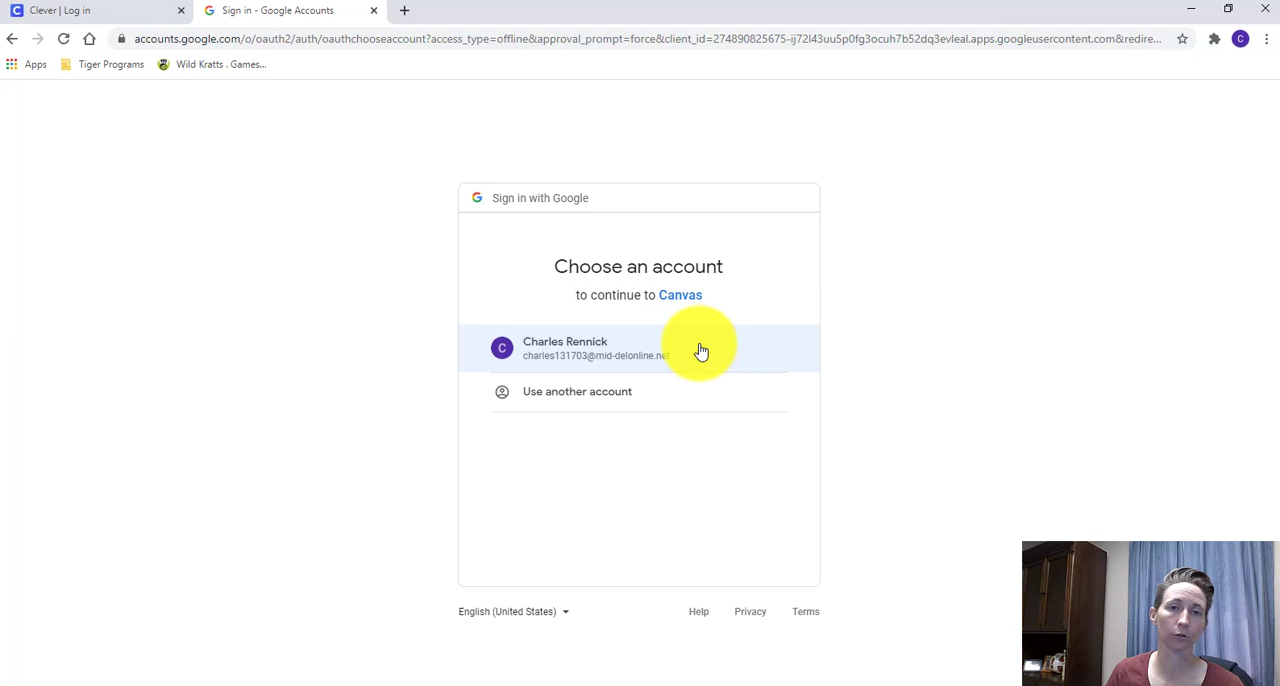 Clever | Log in
Sign in - Google Accounts
accounts.google.com/o/oauth2/auth/oauthchooseaccount?access_type=offline&approval_prompt=force&client_id=274890825675-ij72l43uu5p0fg3ocuh7b52dq3evleal.apps.googleusercontent.com&redire...
C
Apps
Tiger Programs
Wild Kratts . Games...
Sign in with Google
Choose an account
to continue to Canvas
C
Charles Rennick
charles131703@mid-delonline.net
Use another account
English (United States)
Help
Privacy
Terms